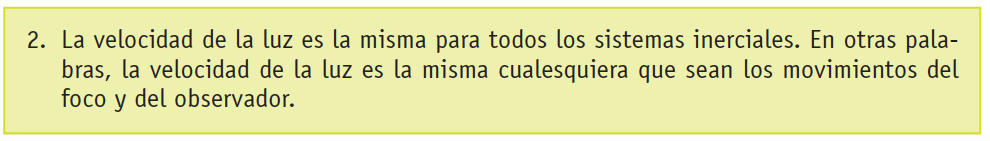 2. La velocidad de la luz es la misma para todos los sistemas inerciales. En otras pala-
bras, la velocidad de la luz es la misma cualesquiera que sean los movimientos del
foco y del observador.